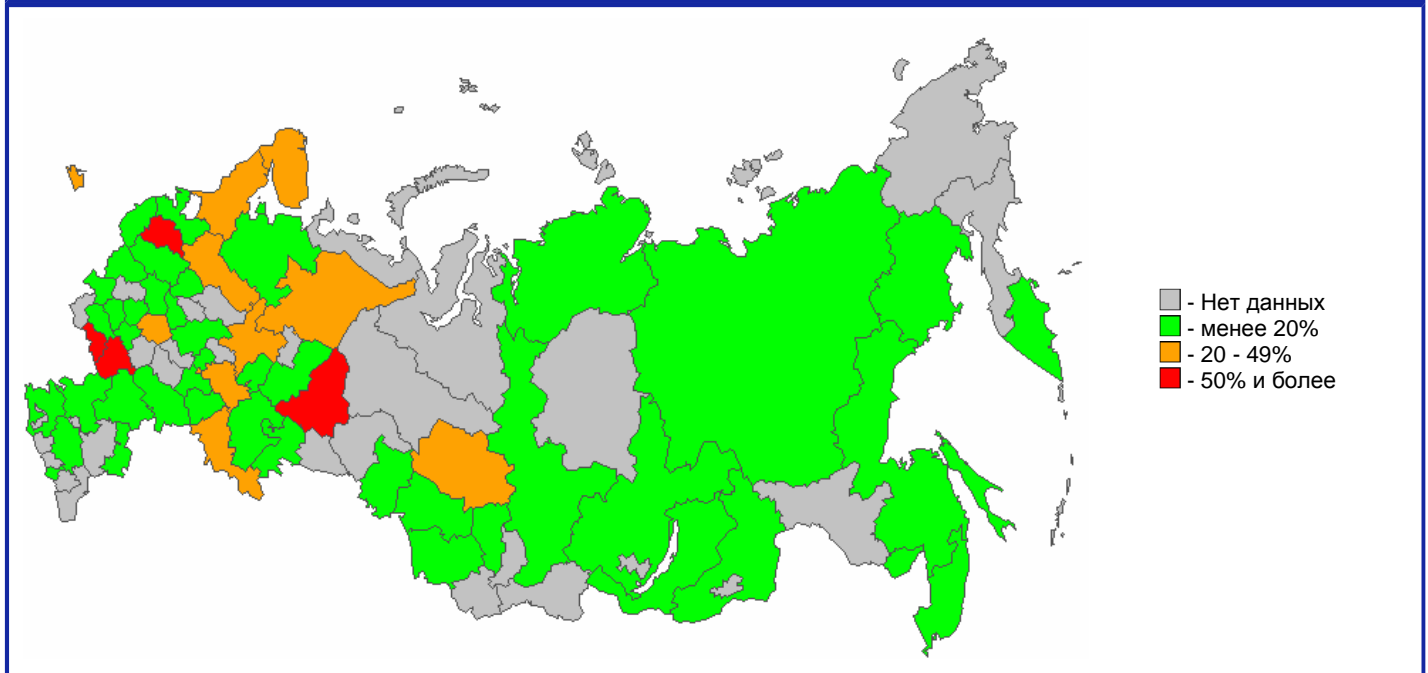 - Нет данных
- менее 20%
- 20 - 49%
- 50% и более